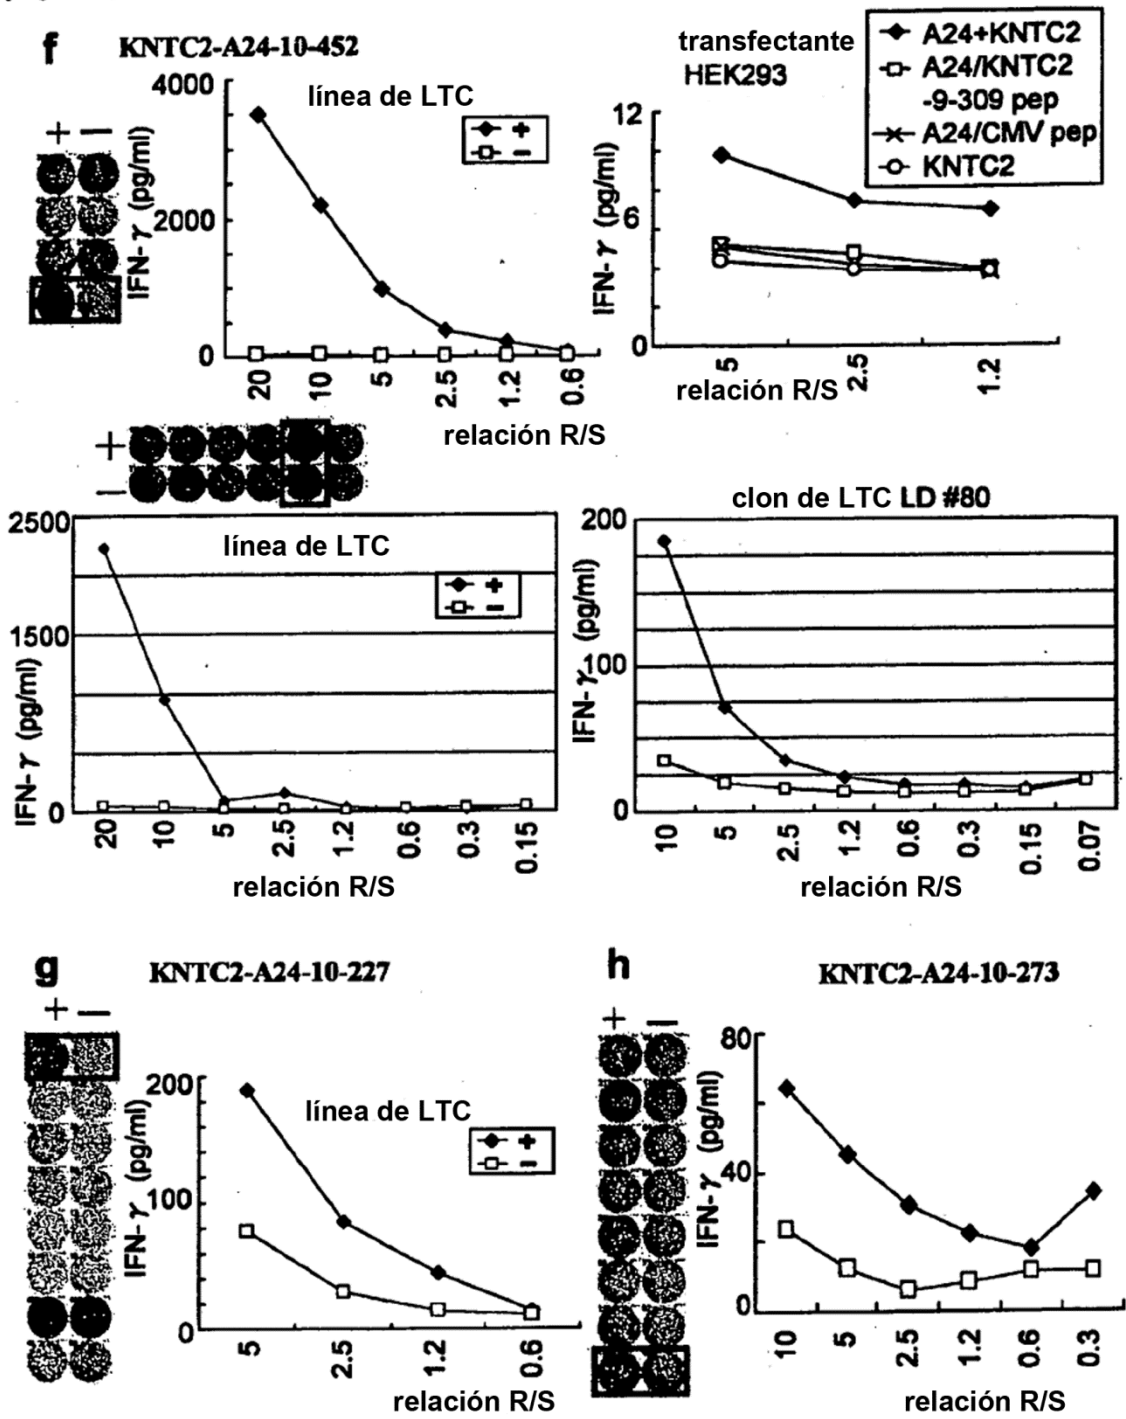 f KNTC2-A24-10-452
+ −
línea de LTC
+
−
IFN-γ (pg/ml)
4000
2000
0
20 10 5 2.5 1.2 0.6
relación R/S
transfectante
HEK293
A24+KNTC2
A24/KNTC2
-9-309 pep
A24/CMV pep
KNTC2
IFN-γ (pg/ml)
12
6
0
5 2.5 1.2
relación R/S
+
−
línea de LTC
+
−
IFN-γ (pg/ml)
2500
1500
0
20 10 5 2.5 1.2 0.6 0.3 0.15
relación R/S
clon de LTC LD #80
IFN-γ (pg/ml)
200
100
0
10 5 2.5 1.2 0.6 0.3 0.15 0.07
relación R/S
g KNTC2-A24-10-227
+ −
línea de LTC
+
−
IFN-γ (pg/ml)
200
100
0
5 2.5 1.2 0.6
relación R/S
h KNTC2-A24-10-273
+ −
IFN-γ (pg/ml)
80
40
0
10 5 2.5 1.2 0.6 0.3
relación R/S